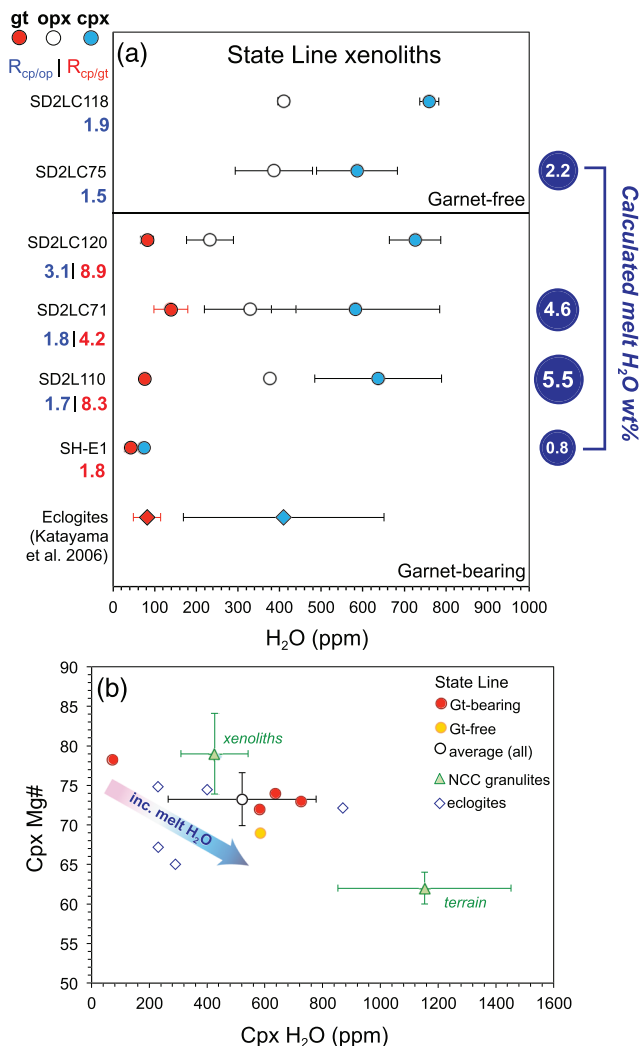 gt opx cpx
R_cp/op | R_cp/gt
(a) State Line xenoliths
SD2LC118
1.9
SD2LC75
1.5
2.2
Garnet-free
SD2LC120
3.1|8.9
SD2LC71
1.8|4.2
4.6
SD2L110
1.7|8.3
5.5
SH-E1
1.8
0.8
Eclogites
(Katayama
et al. 2006)
Garnet-bearing
Calculated melt H₂O wt%
0 100 200 300 400 500 600 700 800 900 1000
H₂O (ppm)
(b)
90
85
80
75
70
65
60
55
50
Cpx Mg#
State Line
Gt-bearing
Gt-free
average (all)
NCC granulites
eclogites
xenoliths
inc. melt H₂O
terrain
0 200 400 600 800 1000 1200 1400 1600
Cpx H₂O (ppm)